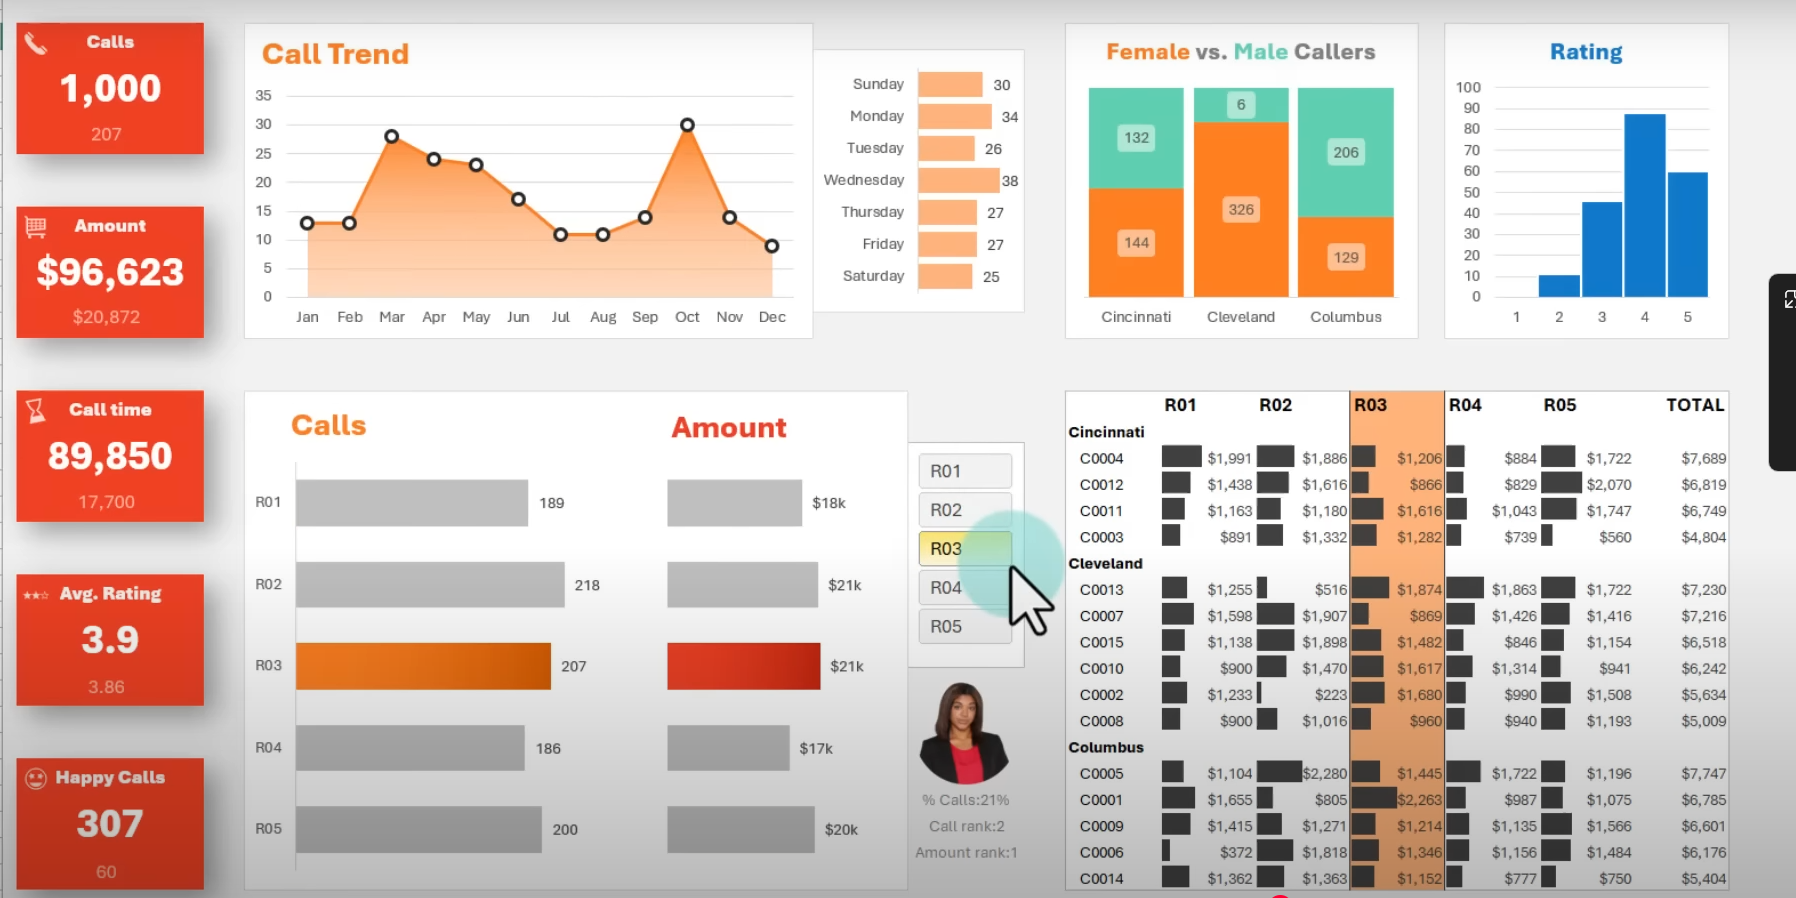 Calls
1,000
207
Amount
$96,623
$20,872
Call time
89,850
17,700
Avg. Rating
3.9
3.86
Happy Calls
307
60
Call Trend
35
30
25
20
15
10
5
0
Jan Feb Mar Apr May Jun Jul Aug Sep Oct Nov Dec
Sunday 30
Monday 34
Tuesday 26
Wednesday 38
Thursday 27
Friday 27
Saturday 25
Female vs. Male Callers
132 6 206
144 326 129
Cincinnati Cleveland Columbus
Rating
100
90
80
70
60
50
40
30
20
10
0
1 2 3 4 5
Calls Amount
R01 189 $18k
R02 218 $21k
R03 207 $21k
R04 186 $17k
R05 200 $20k
R01
R02
R03
R04
R05
% Calls:21%
Call rank:2
Amount rank:1
R01 R02 R03 R04 R05 TOTAL
Cincinnati
C0004 $1,991 $1,886 $1,206 $884 $1,722 $7,689
C0012 $1,438 $1,616 $866 $829 $2,070 $6,819
C0011 $1,163 $1,180 $1,616 $1,043 $1,747 $6,749
C0003 $891 $1,332 $1,282 $739 $560 $4,804
Cleveland
C0013 $1,255 $516 $1,874 $1,863 $1,722 $7,230
C0007 $1,598 $1,907 $869 $1,426 $1,416 $7,216
C0015 $1,138 $1,898 $1,482 $846 $1,154 $6,518
C0010 $900 $1,470 $1,617 $1,314 $941 $6,242
C0002 $1,233 $223 $1,680 $990 $1,508 $5,634
C0008 $900 $1,016 $960 $940 $1,193 $5,009
Columbus
C0005 $1,104 $2,280 $1,445 $1,722 $1,196 $7,747
C0001 $1,655 $805 $2,263 $987 $1,075 $6,785
C0009 $1,415 $1,271 $1,214 $1,135 $1,566 $6,601
C0006 $372 $1,818 $1,346 $1,156 $1,484 $6,176
C0014 $1,362 $1,363 $1,152 $777 $750 $5,404